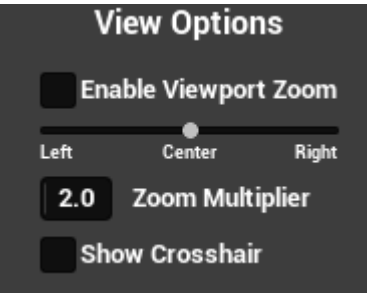 View Options
Enable Viewport Zoom
Left Center Right
2.0 Zoom Multiplier
Show Crosshair